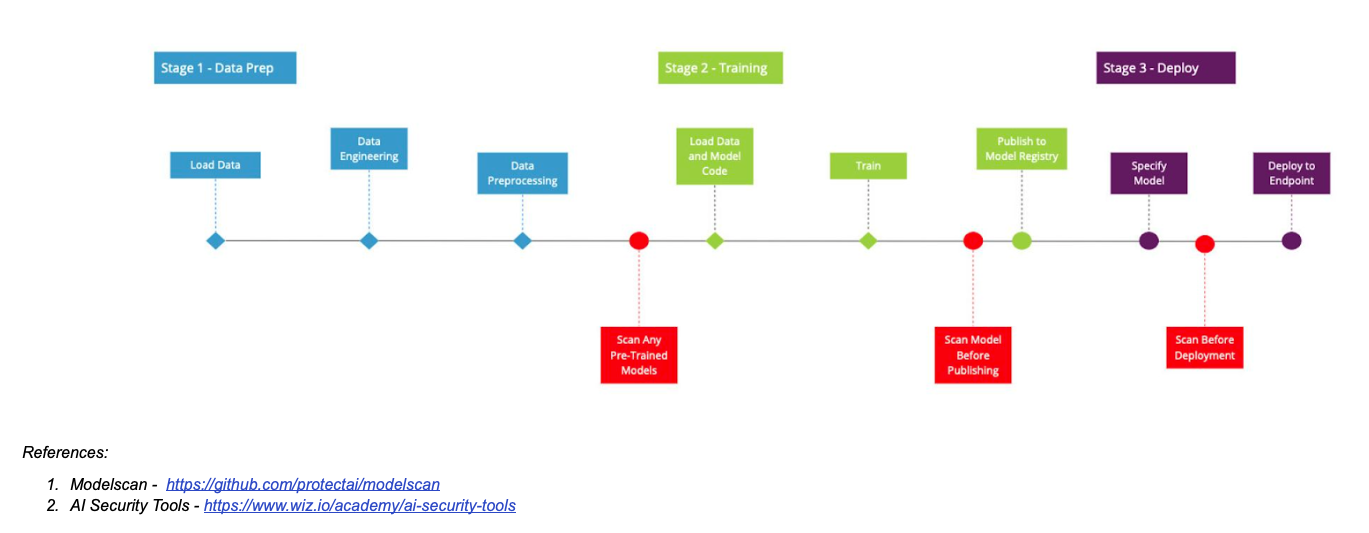 Stage 1 - Data Prep
Stage 2 - Training
Stage 3 - Deploy
Load Data
Data
Engineering
Data
Preprocessing
Load Data
and Model
Code
Train
Publish to
Model Registry
Specify
Model
Deploy to
Endpoint
Scan Any
Pre-Trained
Models
Scan Model
Before
Publishing
Scan Before
Deployment
References:
1. Modelscan - https://github.com/protectai/modelscan
2. AI Security Tools - https://www.wiz.io/academy/ai-security-tools